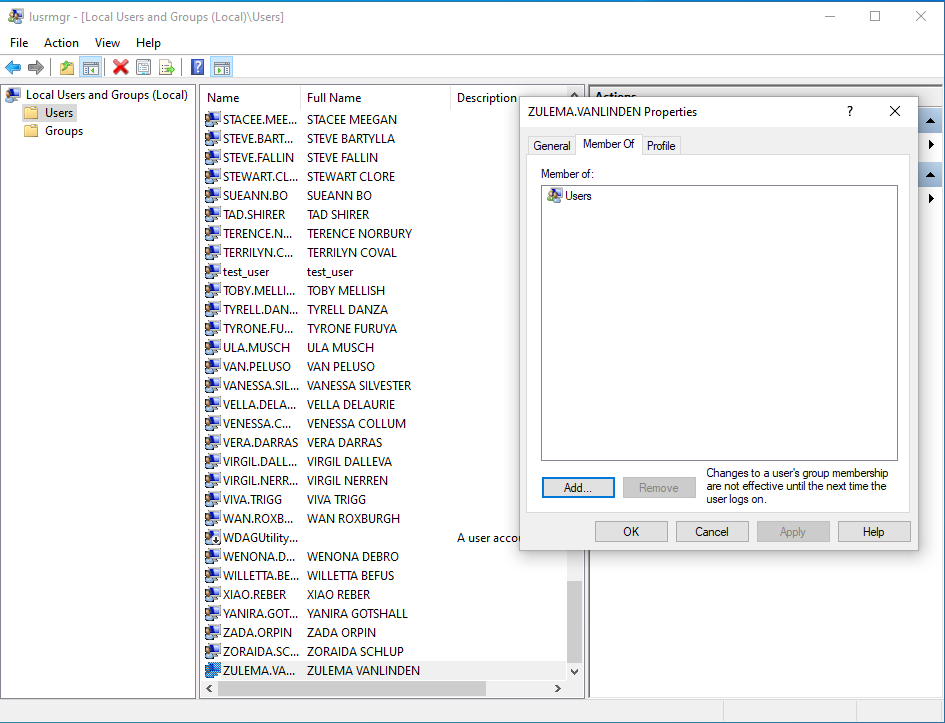 lusrmgr - [Local Users and Groups (Local)\Users]
File Action View Help
Local Users and Groups (Local)
Users
Groups
Name Full Name Description
STACEE.MEE... STACEE MEEGAN
STEVE.BART... STEVE BARTYLLA
STEVE.FALLIN STEVE FALLIN
STEWART.CL... STEWART CLORE
SUEANN.BO SUEANN BO
TAD.SHIRER TAD SHIRER
TERENCE.N... TERENCE NORBURY
TERRILYN.C... TERRILYN COVAL
test_user test_user
TOBY.MELLI... TOBY MELLISH
TYRELL.DAN... TYRELL DANZA
TYRONE.FU... TYRONE FURUYA
ULA.MUSCH ULA MUSCH
VAN.PELUSO VAN PELUSO
VANESSA.SIL... VANESSA SILVESTER
VELLA.DELA... VELLA DELAURIE
VENESSA.C... VENESSA COLLUM
VERA.DARRAS VERA DARRAS
VIRGIL.DALL... VIRGIL DALLEVA
VIRGIL.NERR... VIRGIL NERREN
VIVA.TRIGG VIVA TRIGG
WAN.ROXB... WAN ROXBURGH
WDAGUtility... A user accou
WENONA.D... WENONA DEBRO
WILLETTA.BE... WILLETTA BEFUS
XIAO.REBER XIAO REBER
YANIRA.GOT... YANIRA GOTSHALL
ZADA.ORPIN ZADA ORPIN
ZORAIDA.SC... ZORAIDA SCHLUP
ZULEMA.VA... ZULEMA VANLINDEN
Actions
ZULEMA.VANLINDEN Properties ?
General Member Of Profile
Member of:
Users
Add... Remove
Changes to a user's group membership
are not effective until the next time the
user logs on.
OK Cancel Apply Help